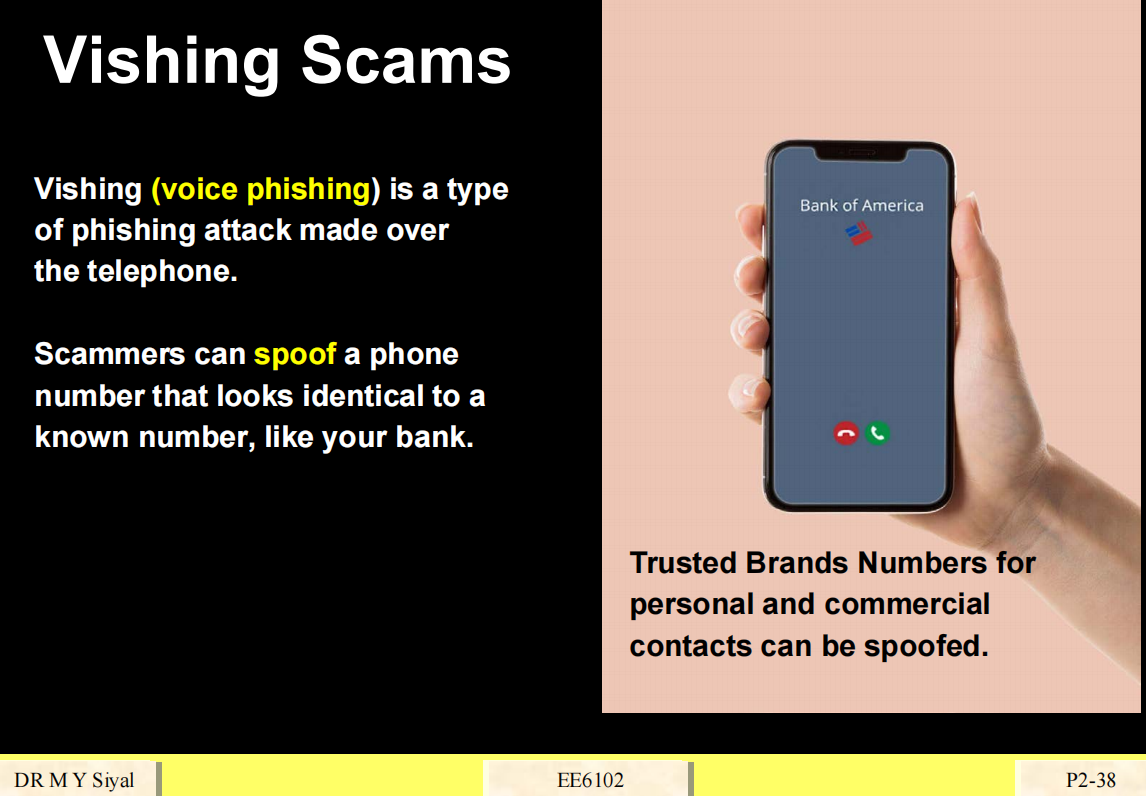 Vishing Scams
Vishing (voice phishing) is a type
of phishing attack made over
the telephone.
Scammers can spoof a phone
number that looks identical to a
known number, like your bank.
Bank of America
Trusted Brands Numbers for
personal and commercial
contacts can be spoofed.
DR M Y Siyal
EE6102
P2-38